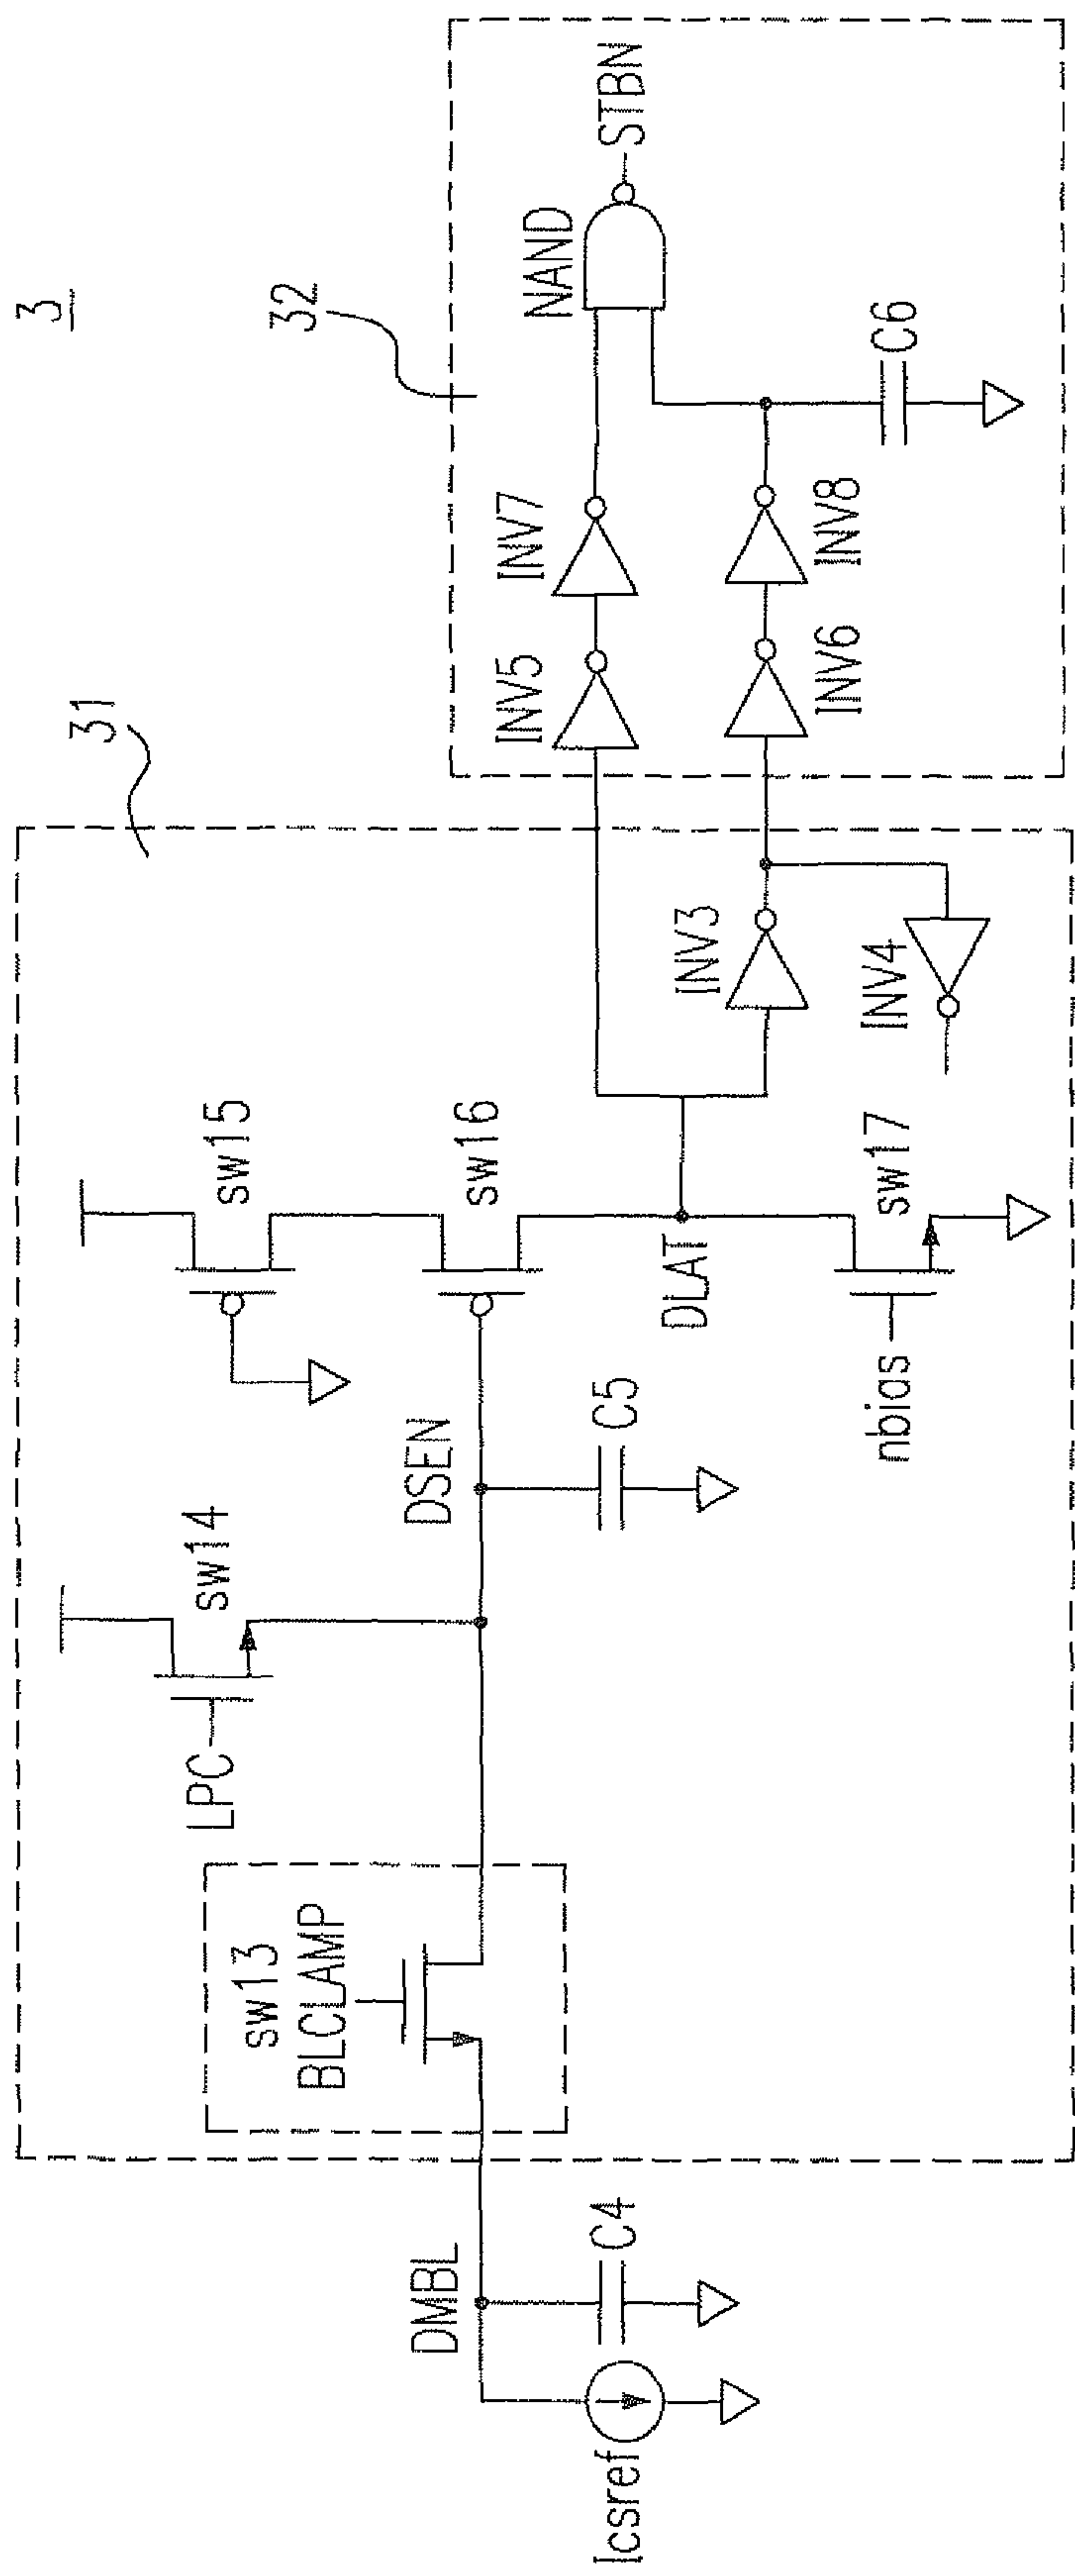 3
31
32
sw14
LPC
sw15
sw16
sw13
BLCLAMP
DMBL
DSEN
DLAT
C4
C5
Icsref
nbias
sw17
INV3
INV4
INV5
INV7
INV6
INV8
NAND
STBN
C6